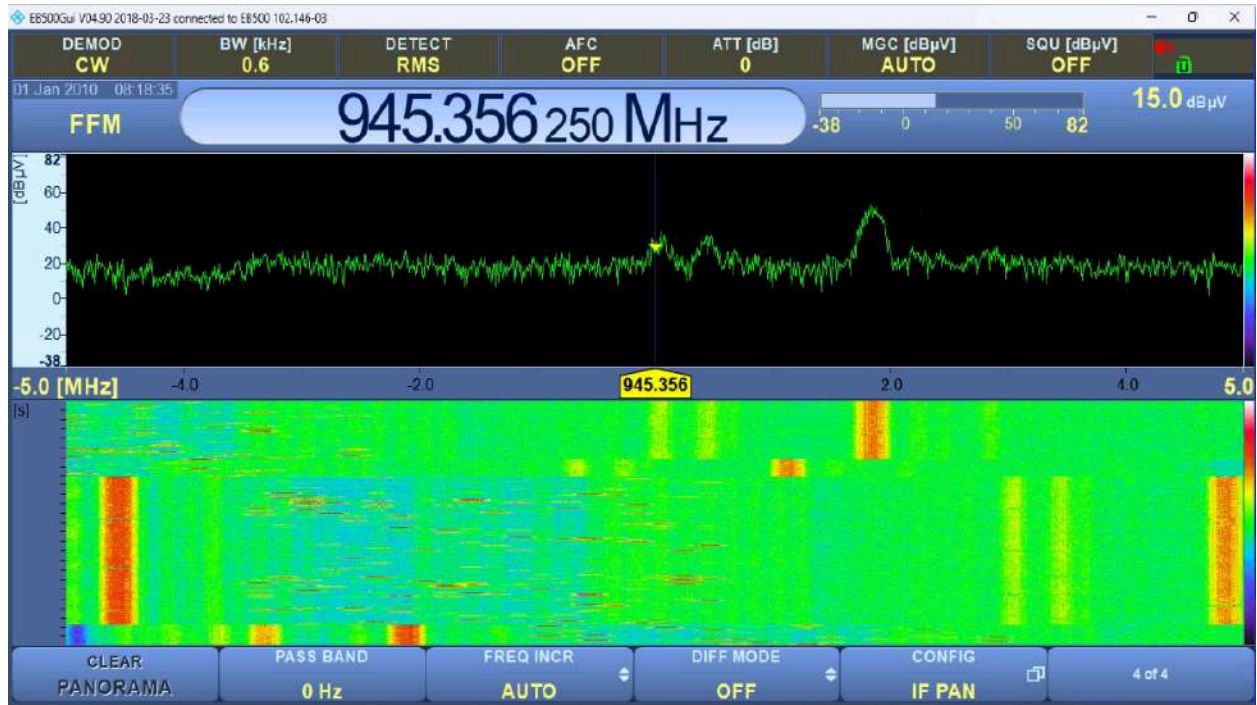 EB500Gui V04.90 2018-03-23 connected to EB500 102.146-03
DEMOD BW [kHz] DETECT AFC ATT [dB] MGC [dBµV] SQU [dBµV]
CW 0.6 RMS OFF 0 AUTO OFF
01 Jan 2010 08:18:35
FFM
945.356 250 MHz
-38 0 50 82
15.0 dBµV
[dBµV]
82
60
40
20
0
-20
-38
-5.0 [MHz] -4.0 -2.0 945.356 2.0 4.0 5.0
[s]
CLEAR PASS BAND FREQ INCR DIFF MODE CONFIG 4 of 4
PANORAMA 0 Hz AUTO OFF IF PAN